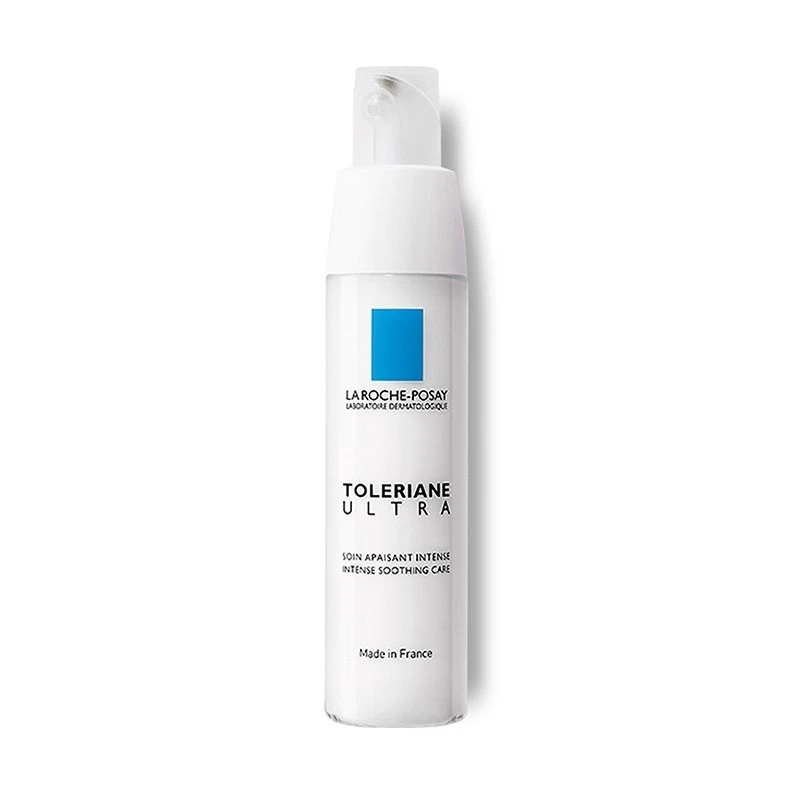 LA ROCHE-POSAY
LABORATOIRE DERMATOLOGIQUE
TOLERIANE
ULTRA
SOIN APAISANT INTENSE
INTENSE SOOTHING CARE
Made in France